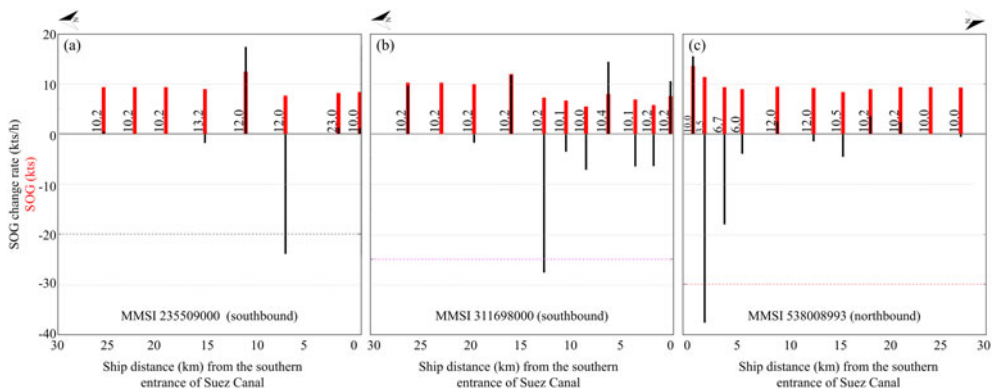 N
N
N
(a)
(b)
(c)
20
10
0
-10
-20
-30
-40
SOG change rate (kts/h)
SOG (kts)
10.2
10.2
10.2
13.2
12.0
12.0
23.0
10.0
10.2
10.2
10.2
10.2
10.2
10.1
10.0
10.4
10.1
10.2
10.2
10.0
3.5
6.7
6.0
12.0
12.0
10.5
10.2
10.2
10.0
10.0
MMSI 235509000 (southbound)
MMSI 311698000 (southbound)
MMSI 538008993 (northbound)
30 25 20 15 10 5 0
30 25 20 15 10 5 0
0 5 10 15 20 25 30
Ship distance (km) from the southern
entrance of Suez Canal
Ship distance (km) from the southern
entrance of Suez Canal
Ship distance (km) from the southern
entrance of Suez Canal